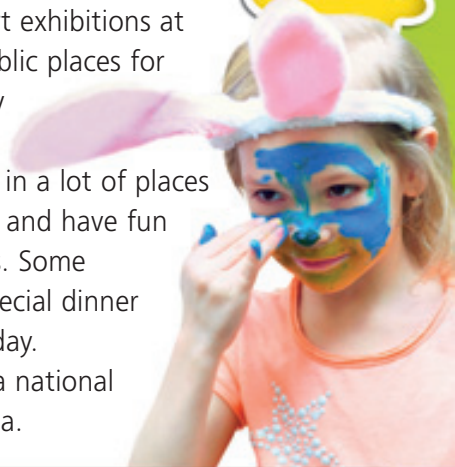 t exhibitions at
blic places for
y
in a lot of places
and have fun
s. Some
ecial dinner
day.
a national
a.